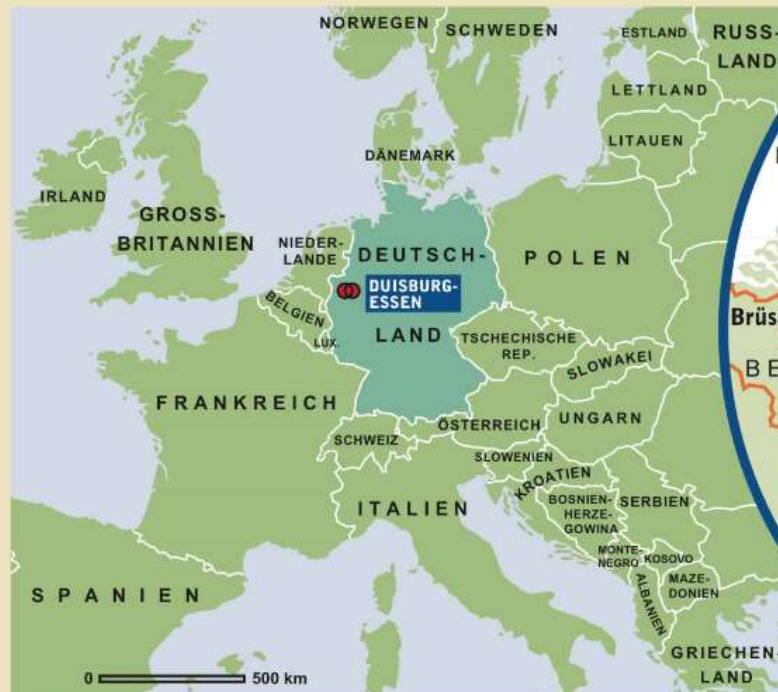 NORWEGEN
SCHWEDEN
ESTLAND
RUSS-
LAND
LETTLAND
LITAUEN
DÄNEMARK
IRLAND
GROSS-
BRITANNIEN
NIEDER-
LANDE
DEUTSCH-
LAND
POLEN
DUISBURG-
ESSEN
BELGIEN
LUX.
TSCHECHISCHE
REP.
SLOWAKEI
Brüs
BE
FRANKREICH
ÖSTERREICH
UNGARN
SCHWEIZ
SLOWENIEN
KROATIEN
ITALIEN
BOSNIEN-
HERZE-
GOWINA
SERBIEN
MONTE-
NEGRO
KOSOVO
MAZE-
DONIEN
ALBANIEN
SPANIEN
GRIECHEN-
LAND
0
500 km